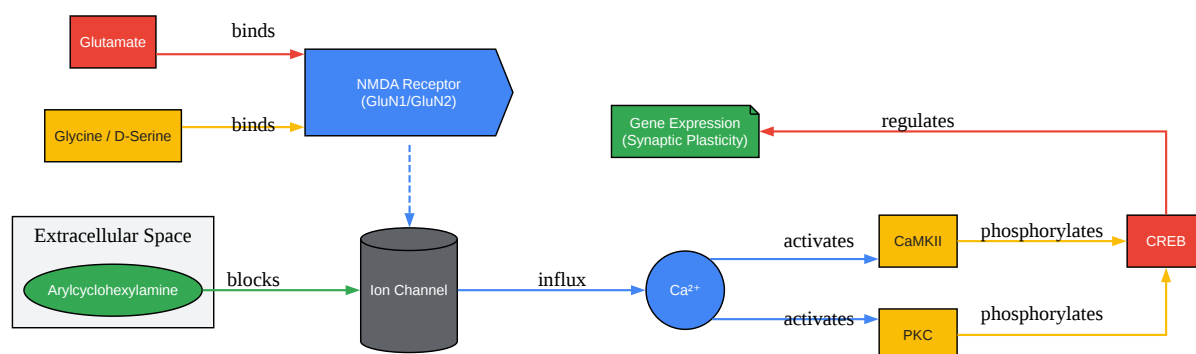 Glutamate
binds
NMDA Receptor
(GluN1/GluN2)
Glycine / D-Serine
binds
Gene Expression
(Synaptic Plasticity)
regulates
Extracellular Space
Arylcyclohexylamine
blocks
Ion Channel
influx
Ca²⁺
activates
CaMKII
phosphorylates
CREB
activates
PKC
phosphorylates